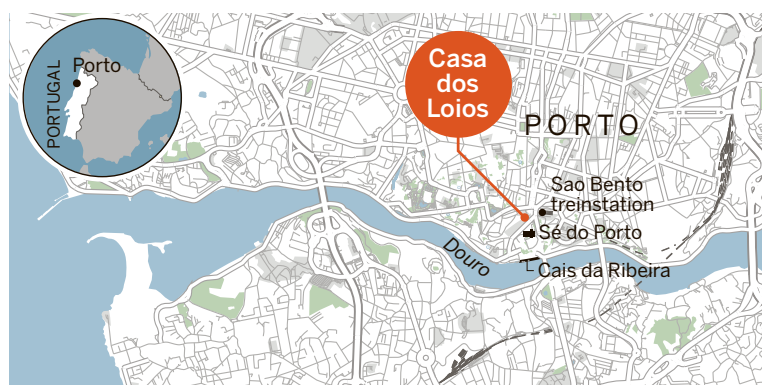 Porto
PORTUGAL
Casa
dos
Loios
PORTO
Sao Bento
treinstation
Sé do Porto
Douro
Cais da Ribeira